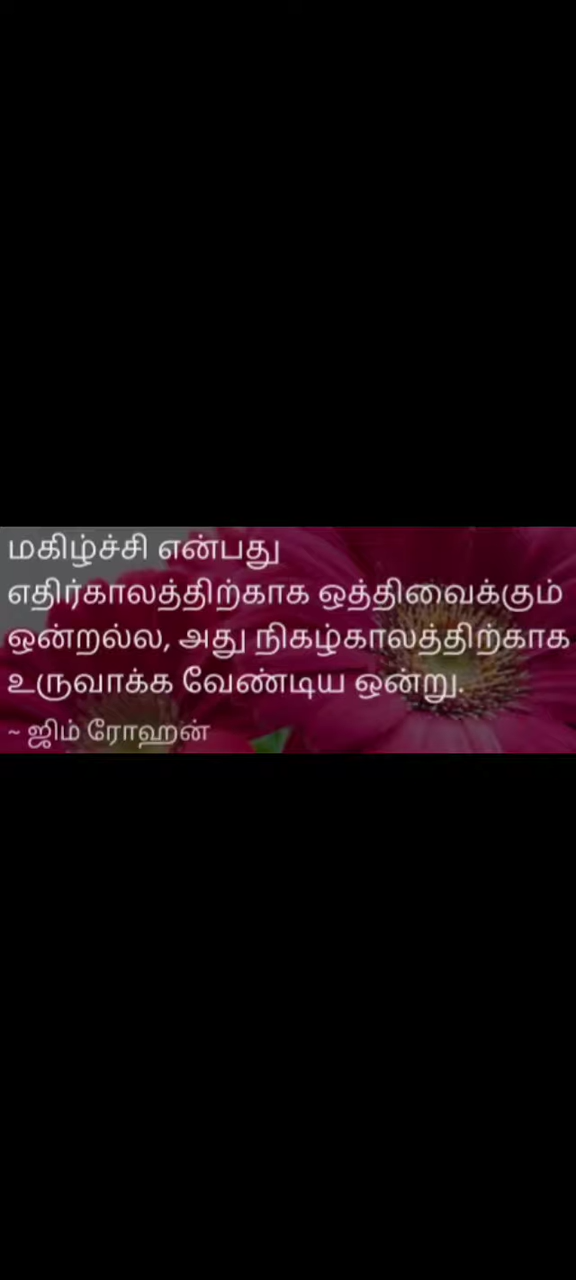 மகிழ்ச்சி என்பது
எதிர்காலத்திற்காக ஒத்திவைக்கும்
ஒன்றல்ல, அது நிகழ்காலத்திற்காக
உருவாக்க வேண்டிய ஒன்று.
~ ஜிம் ரோஹன்